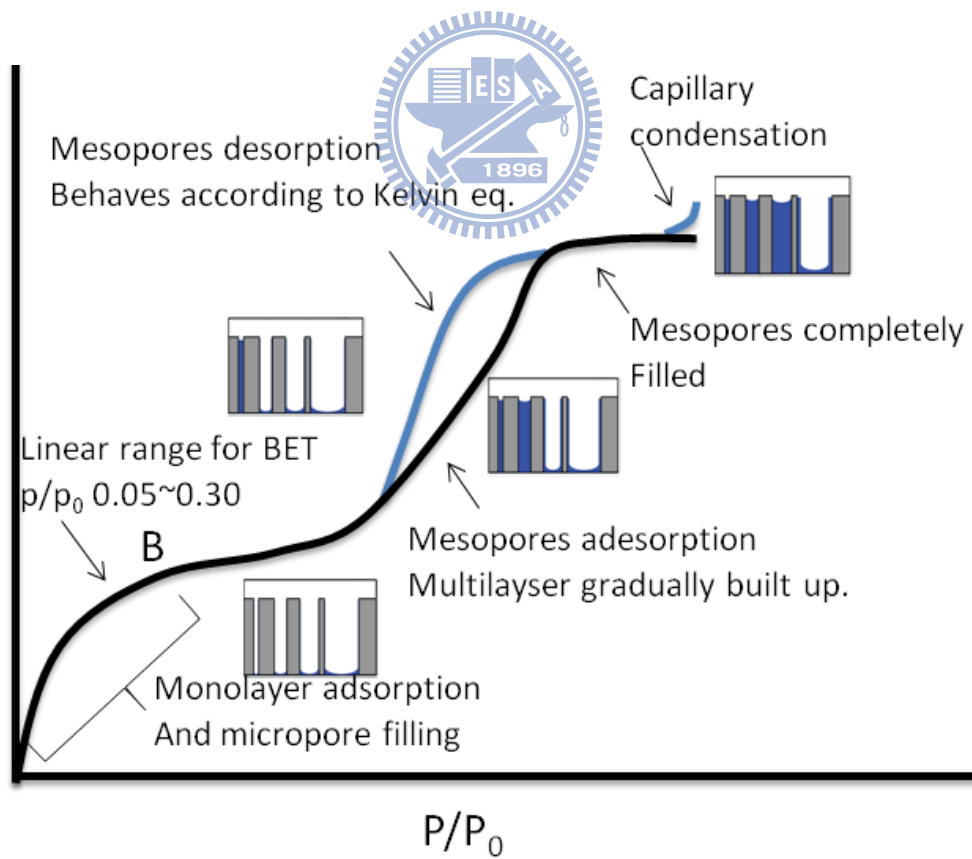 E S A
1896
Capillary
condensation
Mesopores desorption
Behaves according to Kelvin eq.
Mesopores completely
Filled
Linear range for BET
p/p₀ 0.05~0.30
B
Mesopores adesorption
Multilayser gradually built up.
Monolayer adsorption
And micropore filling
P/P₀